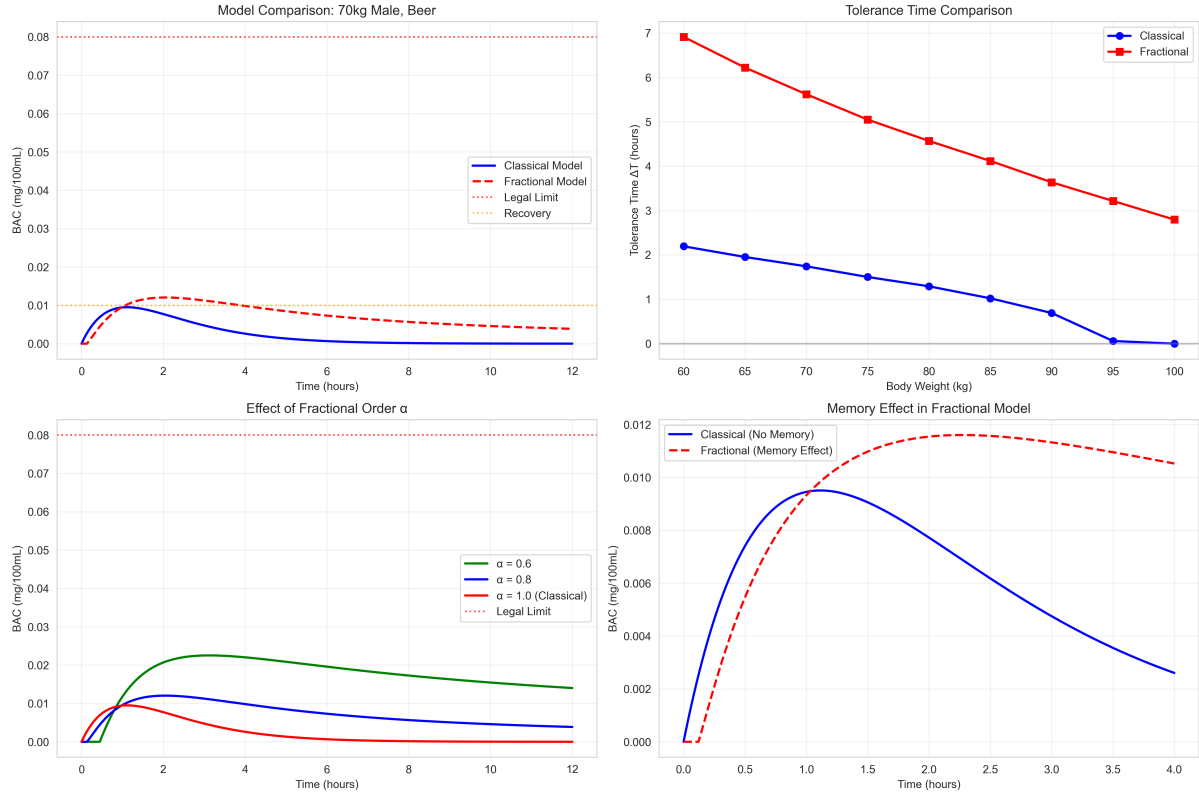 Model Comparison: 70kg Male, Beer
BAC (mg/100mL)
0.08
0.07
0.06
0.05
0.04
0.03
0.02
0.01
0.00
Classical Model
Fractional Model
Legal Limit
Recovery
0 2 4 6 8 10 12
Time (hours)
Tolerance Time Comparison
Tolerance Time ΔT (hours)
7
6
5
4
3
2
1
0
Classical
Fractional
60 65 70 75 80 85 90 95 100
Body Weight (kg)
Effect of Fractional Order α
BAC (mg/100mL)
0.08
0.07
0.06
0.05
0.04
0.03
0.02
0.01
0.00
α = 0.6
α = 0.8
α = 1.0 (Classical)
Legal Limit
0 2 4 6 8 10 12
Time (hours)
Memory Effect in Fractional Model
BAC (mg/100mL)
0.012
0.010
0.008
0.006
0.004
0.002
0.000
Classical (No Memory)
Fractional (Memory Effect)
0.0 0.5 1.0 1.5 2.0 2.5 3.0 3.5 4.0
Time (hours)